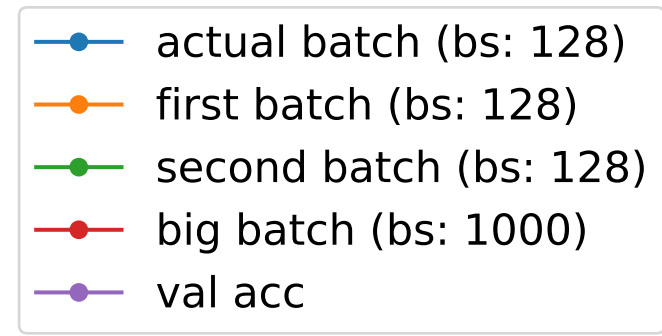 actual batch (bs: 128)
first batch (bs: 128)
second batch (bs: 128)
big batch (bs: 1000)
val acc